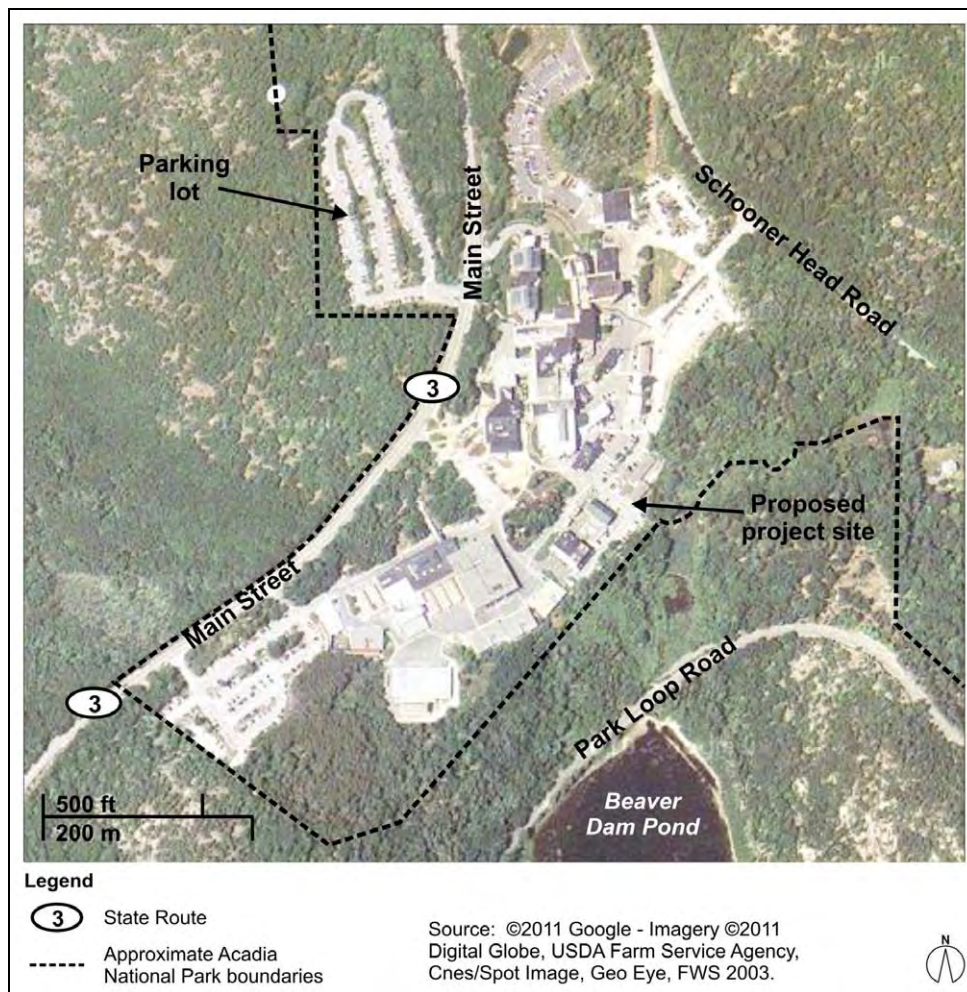 Parking
lot
Main Street
Schooner Head Road
3
Proposed
project site
Main Street
Park Loop Road
3
500 ft
200 m
Beaver
Dam Pond
Legend
3 State Route
Approximate Acadia
National Park boundaries
Source: ©2011 Google - Imagery ©2011
Digital Globe, USDA Farm Service Agency,
Cnes/Spot Image, Geo Eye, FWS 2003.
N